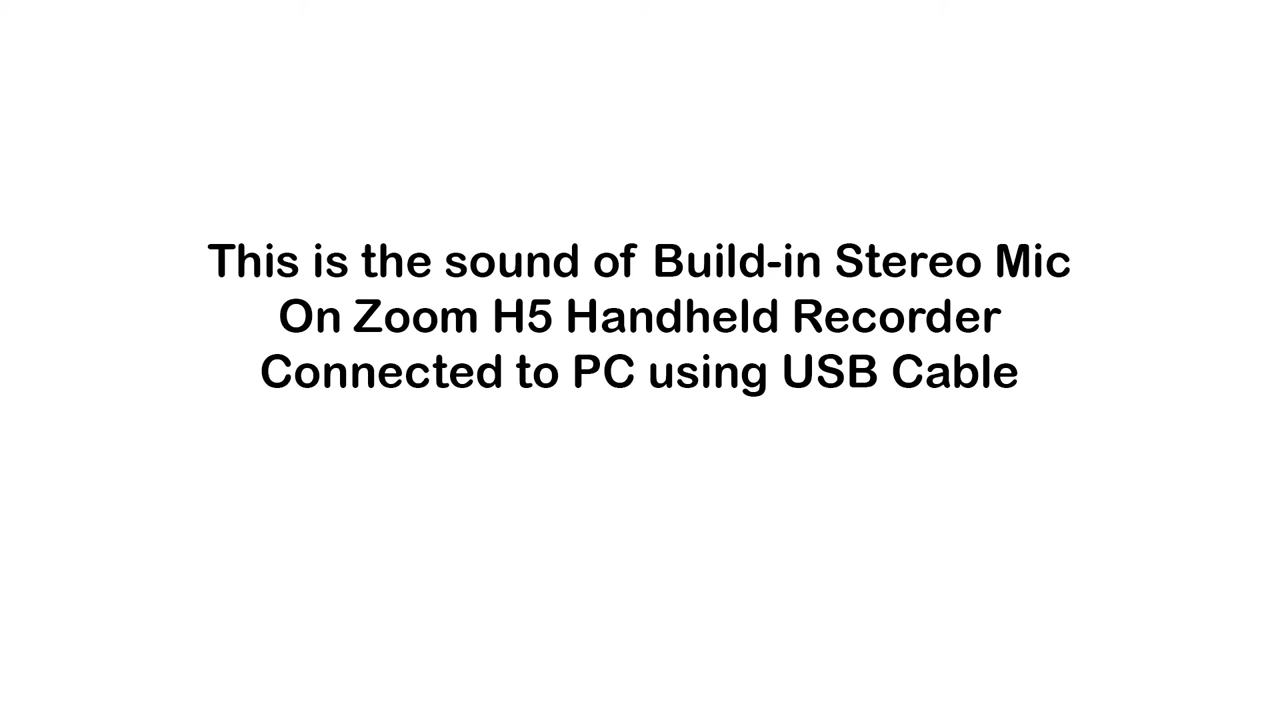 This is the sound of Build-in Stereo Mic
On Zoom H5 Handheld Recorder
Connected to PC using USB Cable